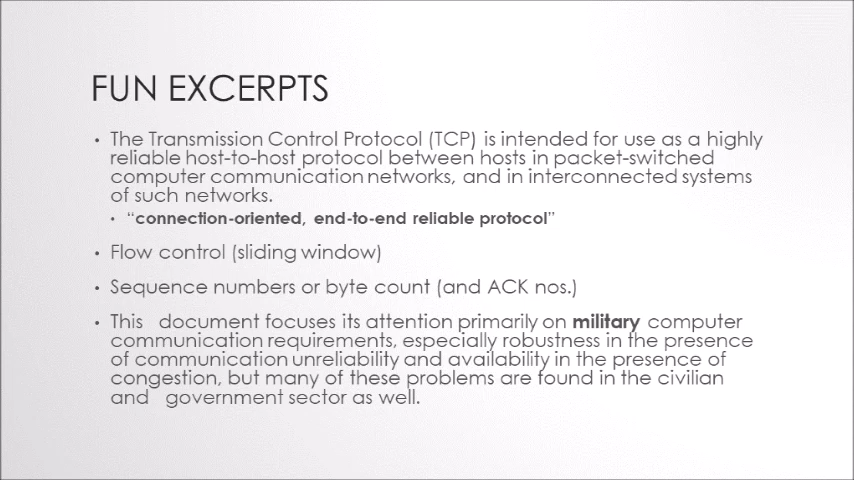 FUN EXCERPTS
• The Transmission Control Protocol (TCP) is intended for use as a highly
reliable host-to-host protocol between hosts in packet-switched
computer communication networks, and in interconnected systems
of such networks.
• “connection-oriented, end-to-end reliable protocol”
• Flow control (sliding window)
• Sequence numbers or byte count (and ACK nos.)
• This document focuses its attention primarily on military computer
communication requirements, especially robustness in the presence
of communication unreliability and availability in the presence of
congestion, but many of these problems are found in the civilian
and government sector as well.